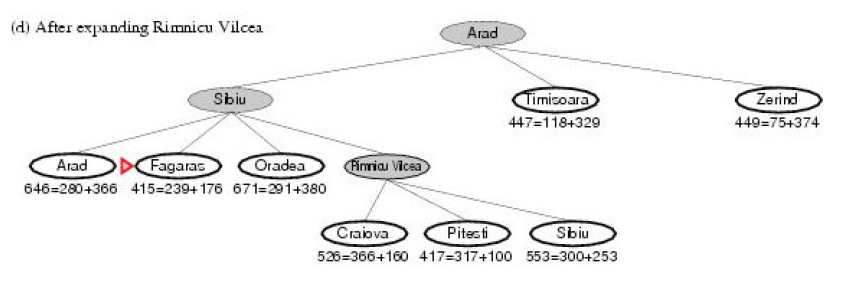 (d) After expanding Rimnicu Vilcea
Arad
Sibiu
Timisoara
Zerind
447=118+329
449=75+374
Arad
Fagaras
Oradea
Rimnicu Vilcea
646=280+366
415=239+176
671=291+380
Craiova
Pitesti
Sibiu
526=366+160
417=317+100
553=300+253